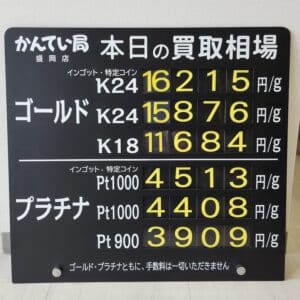 かんてい局 本日の買取相場
盛岡店
インゴット・特定コイン
K24 16215 円/g
ゴールド K24 15876 円/g
K18 11684 円/g
インゴット・特定コイン
Pt1000 4513 円/g
プラチナ Pt1000 4408 円/g
Pt900 3909 円/g
ゴールド・プラチナともに、手数料は一切いただきません